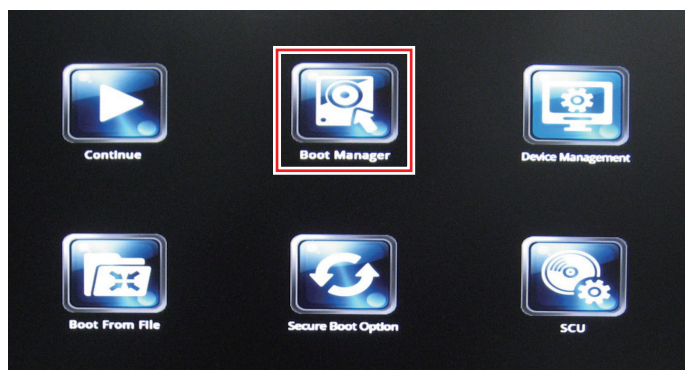 Continue
Boot Manager
Device Management
Boot From File
Secure Boot Option
SCU